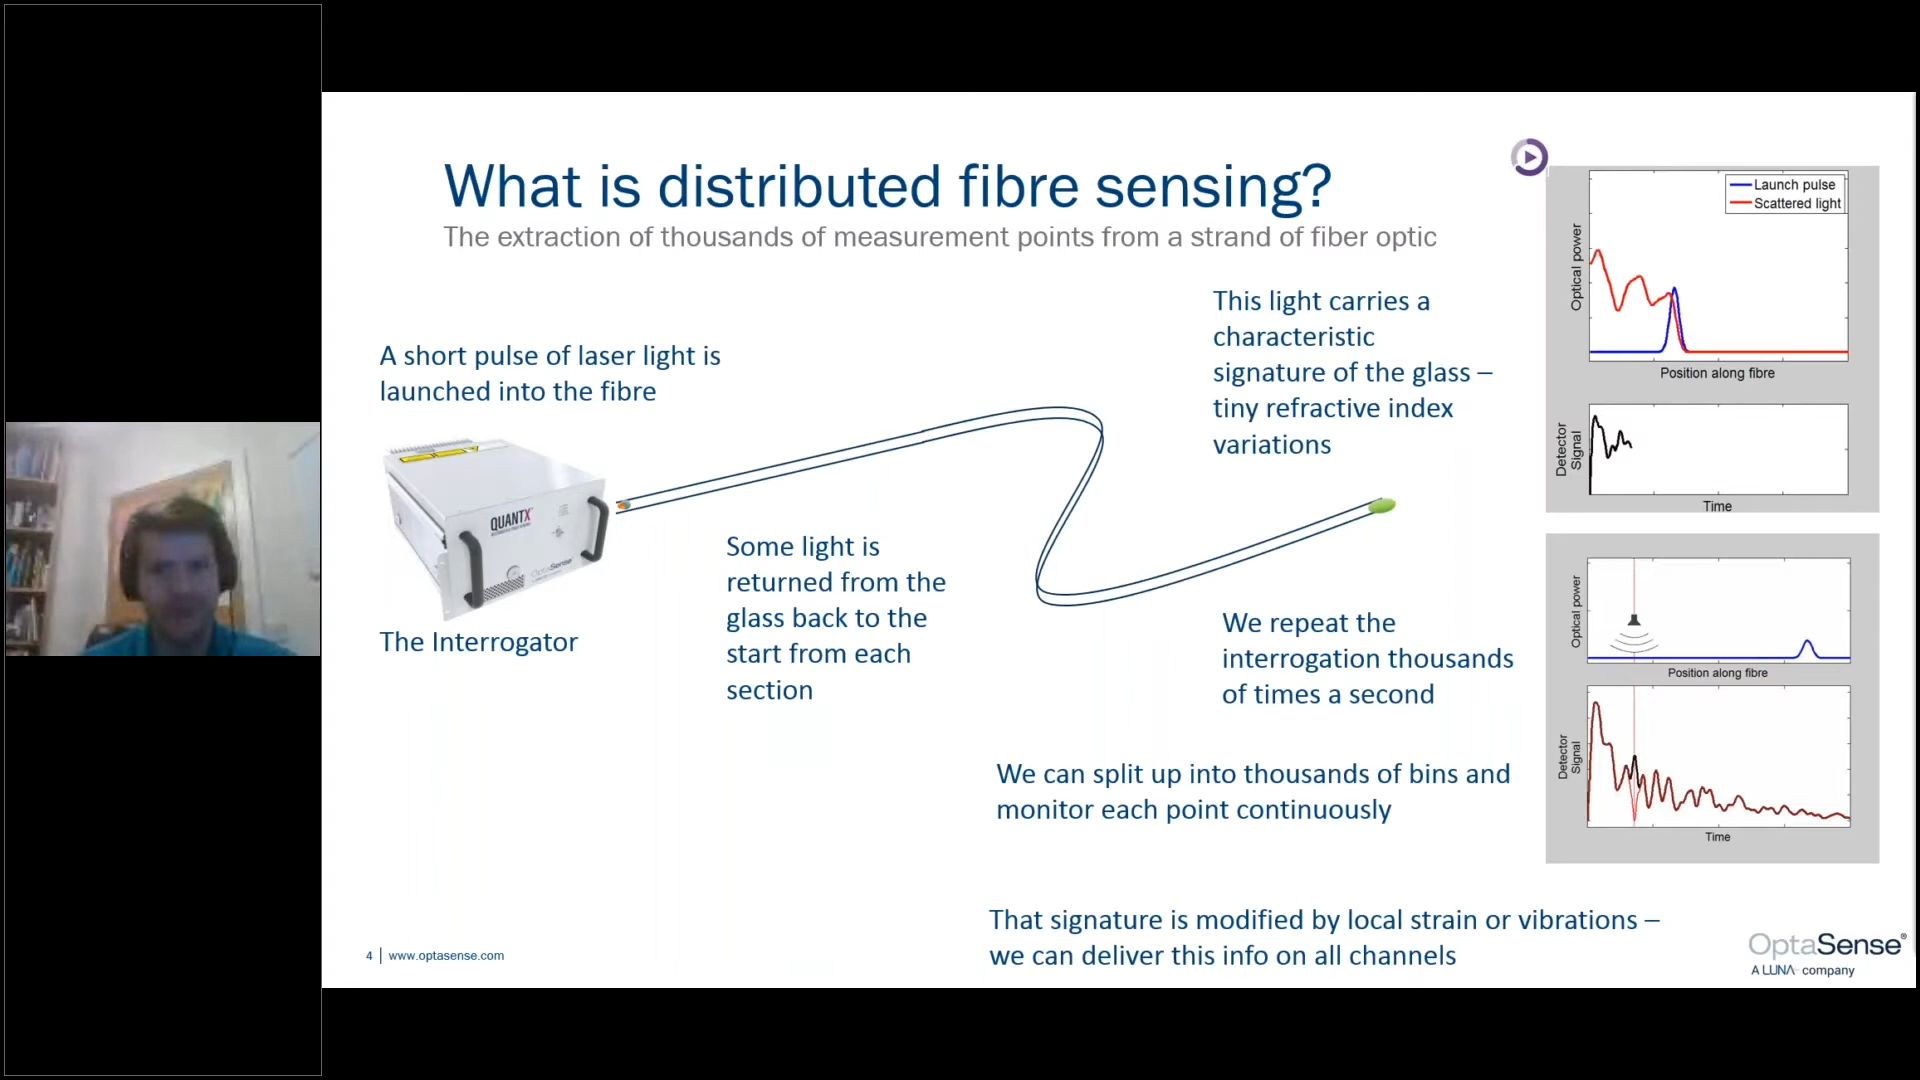 What is distributed fibre sensing?
The extraction of thousands of measurement points from a strand of fiber optic
A short pulse of laser light is
launched into the fibre
QUANTX
OptaSense
The Interrogator
Some light is
returned from the
glass back to the
start from each
section
This light carries a
characteristic
signature of the glass –
tiny refractive index
variations
We repeat the
interrogation thousands
of times a second
We can split up into thousands of bins and
monitor each point continuously
That signature is modified by local strain or vibrations –
we can deliver this info on all channels
Launch pulse
Scattered light
Optical power
Position along fibre
Detector
Signal
Time
Optical power
Position along fibre
Detector
Signal
Time
4 | www.optasense.com
OptaSense®
A LUNA company